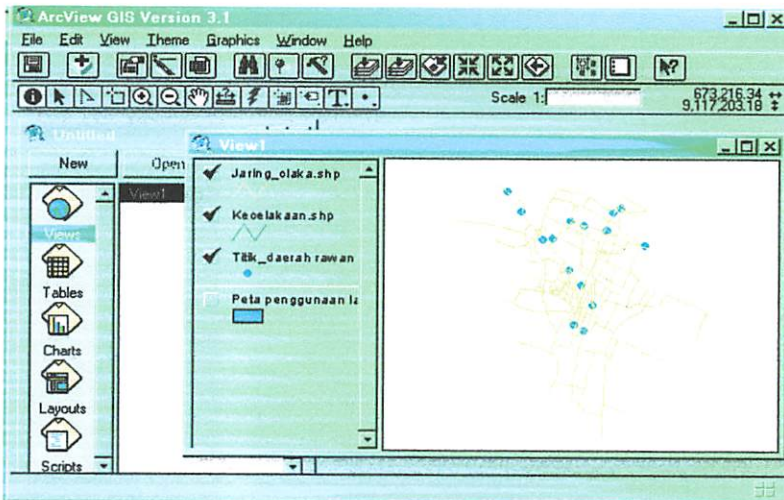 ArcView GIS Version 3.1
File Edit View Theme Graphics Window Help
Scale 1:
673,216.34
9,117,203.18
Untitled
New Open
View1
Views
Tables
Charts
Layouts
Scripts
View1
Jaring_olaka.shp
Kecelakaan.shp
Titik_daerah rawan
Peta penggunaan la